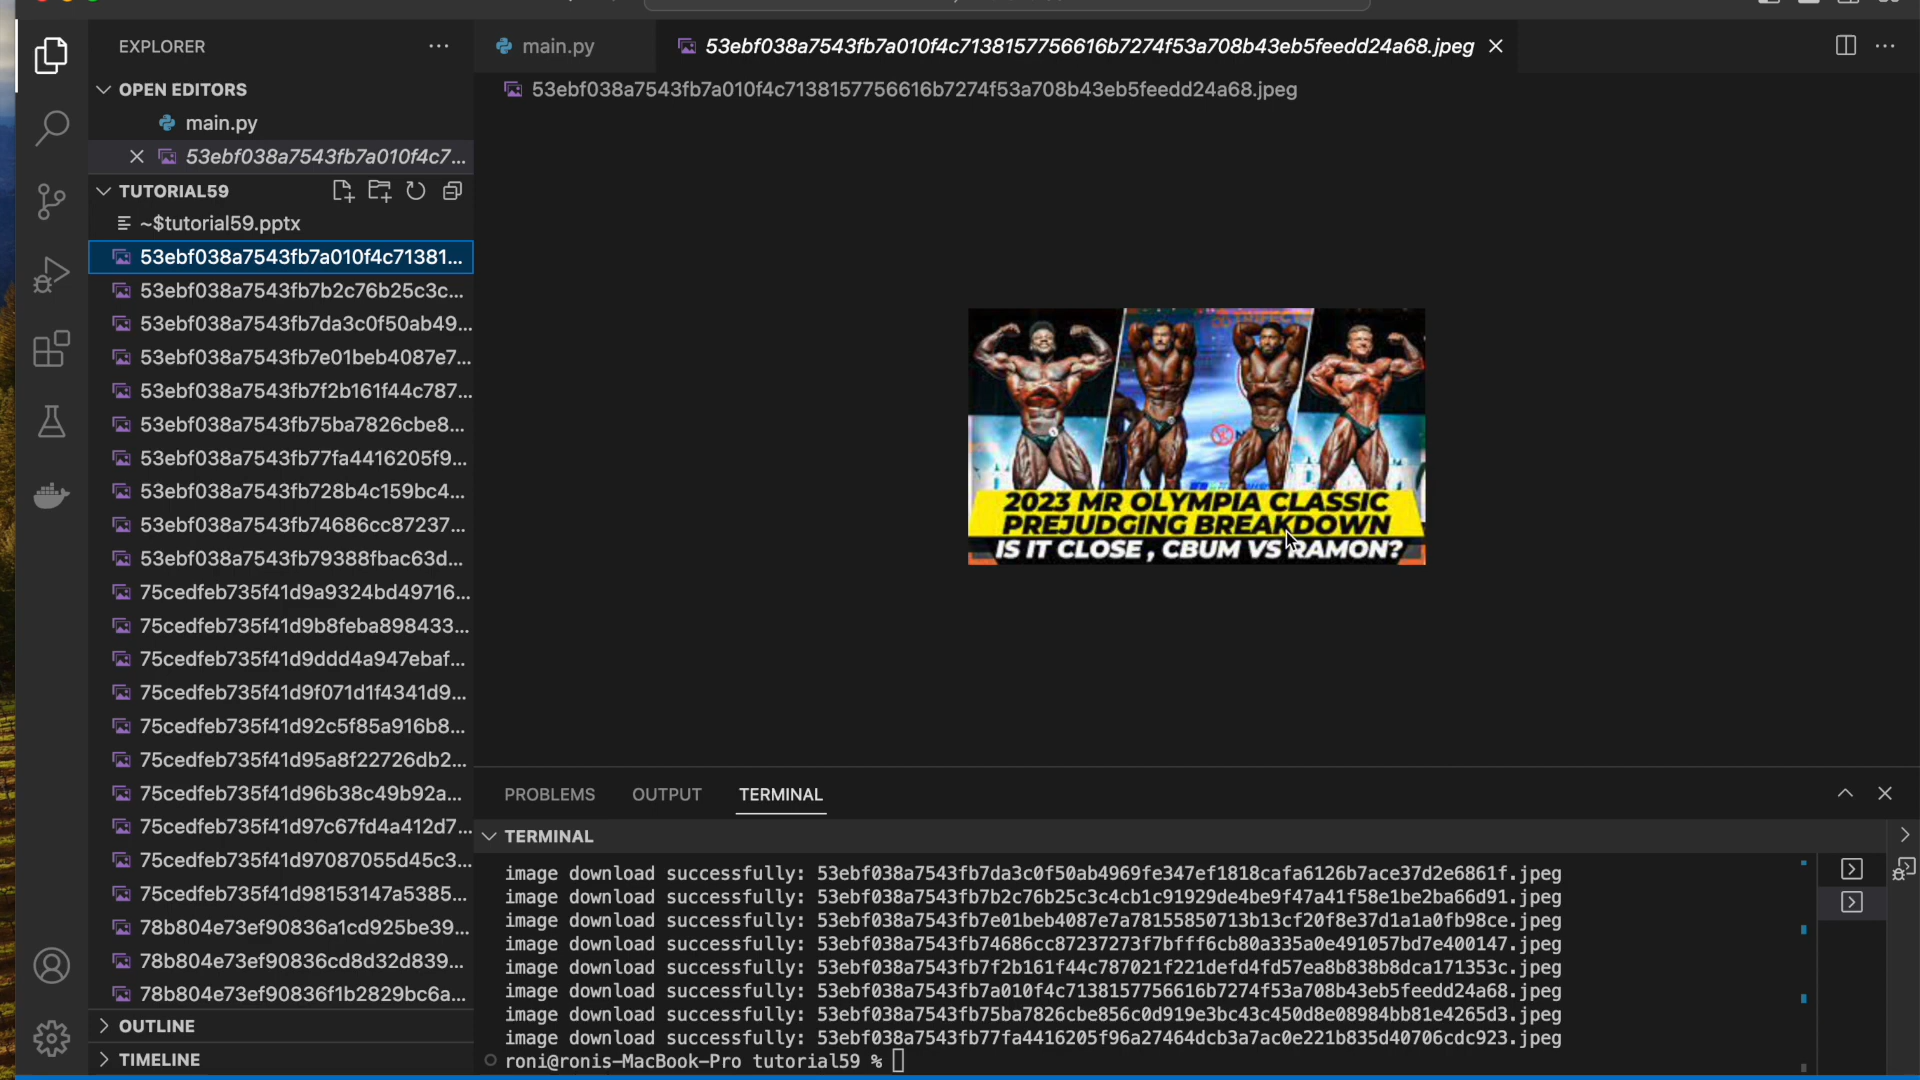 EXPLORER
OPEN EDITORS
main.py
53ebf038a7543fb7a010f4c7...
TUTORIAL59
~$tutorial59.pptx
53ebf038a7543fb7a010f4c71381...
53ebf038a7543fb7b2c76b25c3c...
53ebf038a7543fb7da3c0f50ab49...
53ebf038a7543fb7e01beb4087e7...
53ebf038a7543fb7f2b161f44c787...
53ebf038a7543fb75ba7826cbe8...
53ebf038a7543fb77fa4416205f9...
53ebf038a7543fb728b4c159bc4...
53ebf038a7543fb74686cc87237...
53ebf038a7543fb79388fbac63d...
75cedfeb735f41d9a9324bd49716...
75cedfeb735f41d9b8feba898433...
75cedfeb735f41d9ddd4a947ebaf...
75cedfeb735f41d9f071d1f4341d9...
75cedfeb735f41d92c5f85a916b8...
75cedfeb735f41d95a8f22726db2...
75cedfeb735f41d96b38c49b92a...
75cedfeb735f41d97c67fd4a412d7...
75cedfeb735f41d97087055d45c3...
75cedfeb735f41d98153147a5385...
78b804e73ef90836a1cd925be39...
78b804e73ef90836cd8d32d839...
78b804e73ef90836f1b2829bc6a...
OUTLINE
TIMELINE
main.py
53ebf038a7543fb7a010f4c7138157756616b7274f53a708b43eb5feedd24a68.jpeg
53ebf038a7543fb7a010f4c7138157756616b7274f53a708b43eb5feedd24a68.jpeg
2023 MR OLYMPIA CLASSIC
PREJUDGING BREAKDOWN
IS IT CLOSE , CBUM VS RAMON?
PROBLEMS OUTPUT TERMINAL
TERMINAL
image download successfully: 53ebf038a7543fb7da3c0f50ab4969fe347ef1818cafa6126b7ace37d2e6861f.jpeg
image download successfully: 53ebf038a7543fb7b2c76b25c3c4cb1c91929de4be9f47a41f58e1be2ba66d91.jpeg
image download successfully: 53ebf038a7543fb7e01beb4087e7a78155850713b13cf20f8e37d1a1a0fb98ce.jpeg
image download successfully: 53ebf038a7543fb74686cc87237273f7bfff6cb80a335a0e491057bd7e400147.jpeg
image download successfully: 53ebf038a7543fb7f2b161f44c787021f221defd4fd57ea8b838b8dca171353c.jpeg
image download successfully: 53ebf038a7543fb7a010f4c7138157756616b7274f53a708b43eb5feedd24a68.jpeg
image download successfully: 53ebf038a7543fb75ba7826cbe856c0d919e3bc43c450d8e08984bb81e4265d3.jpeg
image download successfully: 53ebf038a7543fb77fa4416205f96a27464dcb3a7ac0e221b835d40706cdc923.jpeg
roni@ronis-MacBook-Pro tutorial59 %